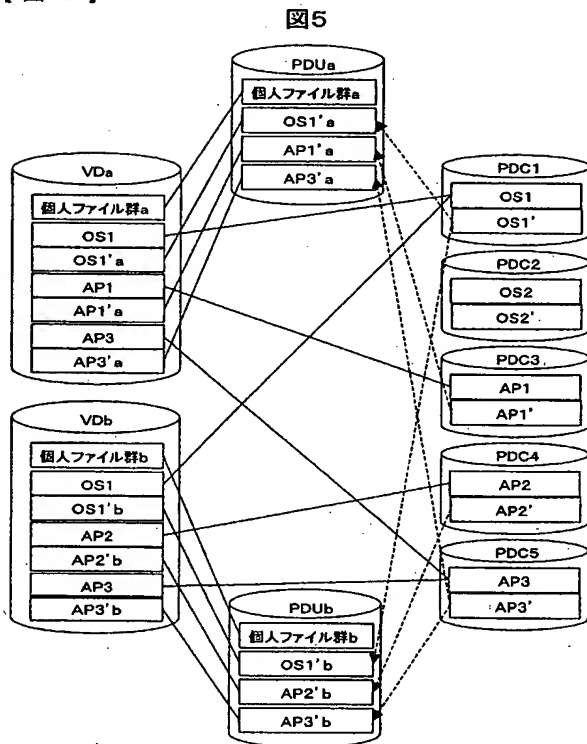 図5
PDUa
個人ファイル群a
OS1'a
AP1'a
AP3'a
VDa
個人ファイル群a
OS1
OS1'a
AP1
AP1'a
AP3
AP3'a
VDb
個人ファイル群b
OS1
OS1'b
AP2
AP2'b
AP3
AP3'b
PDUb
個人ファイル群b
OS1'b
AP2'b
AP3'b
PDC1
OS1
OS1'
PDC2
OS2
OS2'
PDC3
AP1
AP1'
PDC4
AP2
AP2'
PDC5
AP3
AP3'